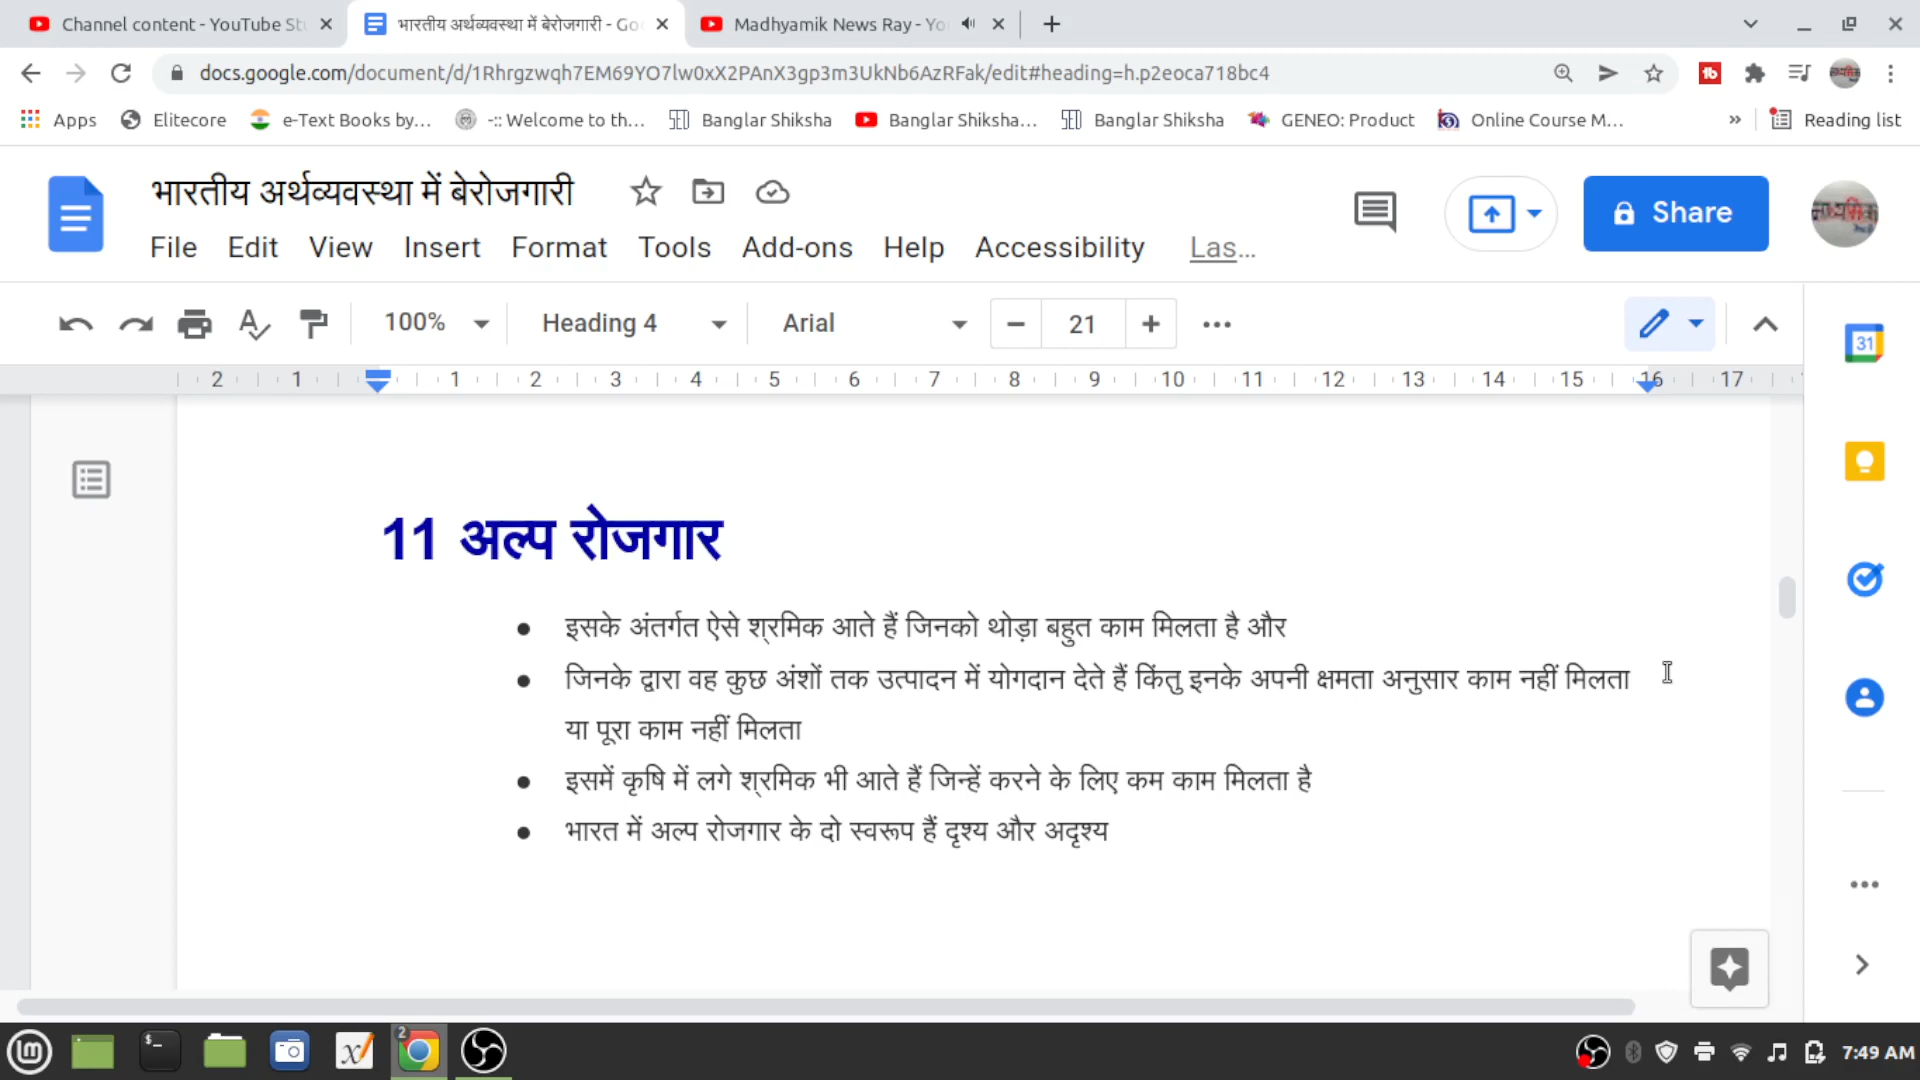 Channel content - YouTube Stu
भारतीय अर्थव्यवस्था में बेरोजगारी - Goo
Madhyamik News Ray - Yo
docs.google.com/document/d/1Rhrgzwqh7EM69YO7lw0xX2PAnX3gp3m3UkNb6AzRFak/edit#heading=h.p2eoca718bc4
Apps Elitecore e-Text Books by... -:: Welcome to th... Banglar Shiksha Banglar Shiksha... Banglar Shiksha GENEO: Product Online Course M... » Reading list
भारतीय अर्थव्यवस्था में बेरोजगारी
Share
File Edit View Insert Format Tools Add-ons Help Accessibility Las...
100% Heading 4 Arial 21
2 1 1 2 3 4 5 6 7 8 9 10 11 12 13 14 15 16 17
31
11 अल्प रोजगार
● इसके अंतर्गत ऐसे श्रमिक आते हैं जिनको थोड़ा बहुत काम मिलता है और
● जिनके द्वारा वह कुछ अंशों तक उत्पादन में योगदान देते हैं किंतु इनके अपनी क्षमता अनुसार काम नहीं मिलता
या पूरा काम नहीं मिलता
● इसमें कृषि में लगे श्रमिक भी आते हैं जिन्हें करने के लिए कम काम मिलता है
● भारत में अल्प रोजगार के दो स्वरूप हैं दृश्य और अदृश्य
2
7:49 AM